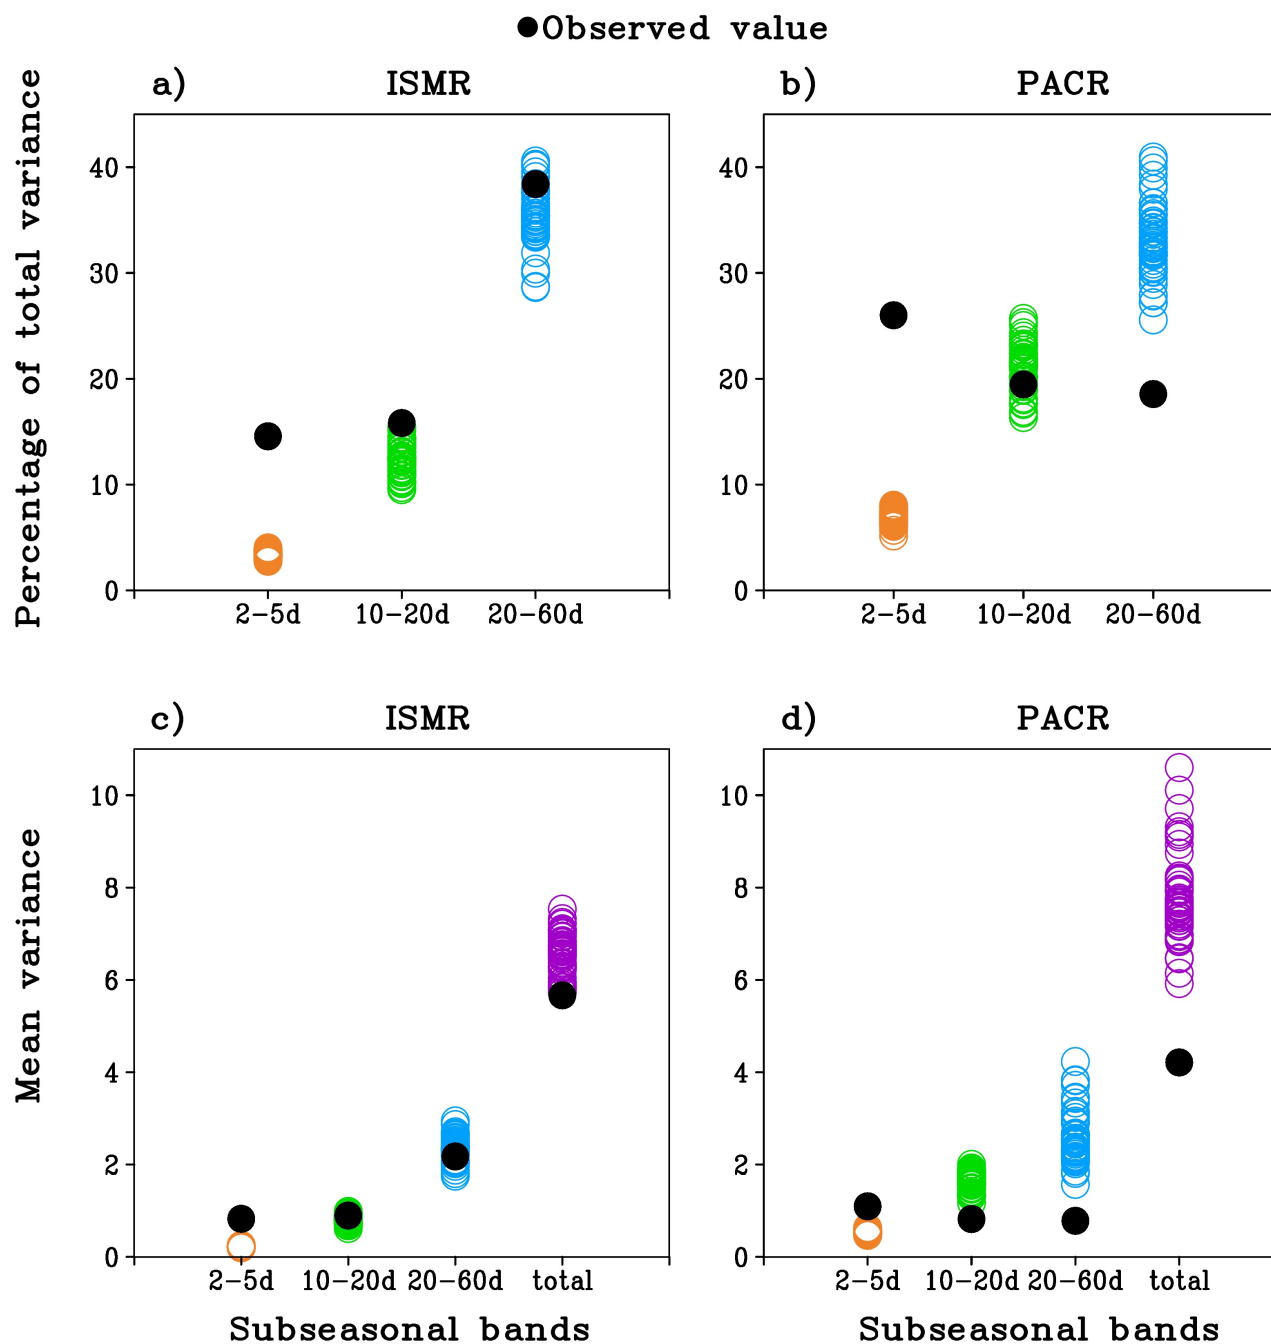 Observed value
a) ISMR
b) PACR
Percentage of total variance
40
30
20
10
0
2-5d 10-20d 20-60d
40
30
20
10
0
2-5d 10-20d 20-60d
c) ISMR
d) PACR
Mean variance
10
8
6
4
2
0
2-5d 10-20d 20-60d total
Subseasonal bands
10
8
6
4
2
0
2-5d 10-20d 20-60d total
Subseasonal bands